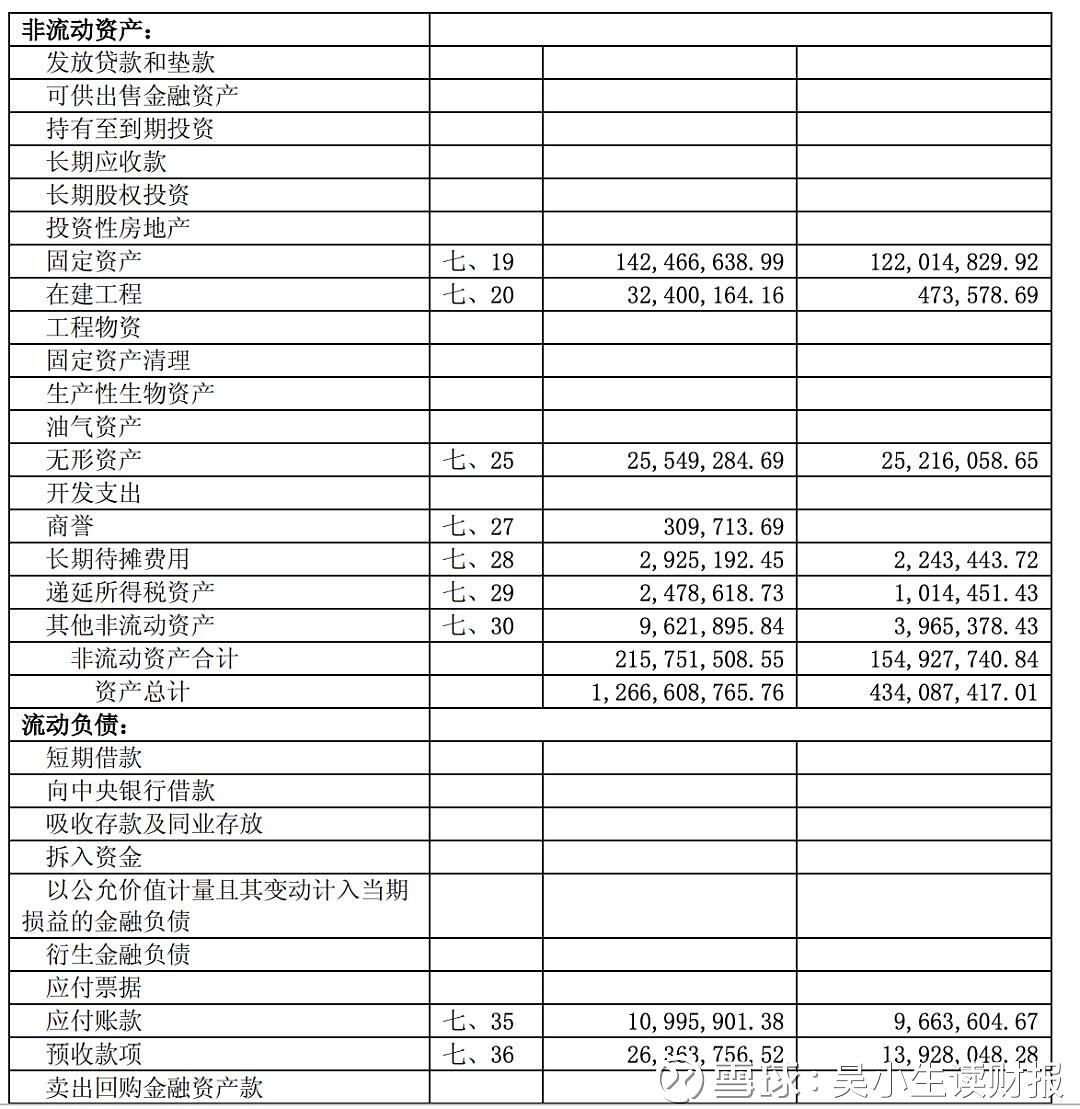 非流动资产：
发放贷款和垫款
可供出售金融资产
持有至到期投资
长期应收款
长期股权投资
投资性房地产
固定资产 七、19 142,466,638.99 122,014,829.92
在建工程 七、20 32,400,164.16 473,578.69
工程物资
固定资产清理
生产性生物资产
油气资产
无形资产 七、25 25,549,284.69 25,216,058.65
开发支出
商誉 七、27 309,713.69
长期待摊费用 七、28 2,925,192.45 2,243,443.72
递延所得税资产 七、29 2,478,618.73 1,014,451.43
其他非流动资产 七、30 9,621,895.84 3,965,378.43
非流动资产合计 215,751,508.55 154,927,740.84
资产总计 1,266,608,765.76 434,087,417.01
流动负债：
短期借款
向中央银行借款
吸收存款及同业存放
拆入资金
以公允价值计量且其变动计入当期
损益的金融负债
衍生金融负债
应付票据
应付账款 七、35 10,995,901.38 9,663,604.67
预收款项 七、36 26,363,756.52 13,928,048.28
卖出回购金融资产款
雪球：吴小生读财报